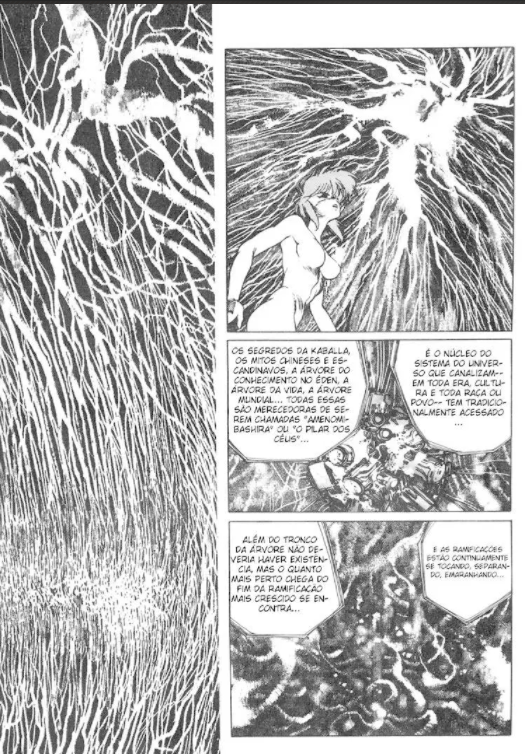 OS SEGREDOS DA KABALLA,
OS MITOS CHINESES E ES-
CANDINAVOS, A ÁRVORE DO
CONHECIMENTO NO ÉDEN, A
ÁRVORE DA VIDA, A ÁRVORE
MUNDIAL... TODAS ESSAS
SÃO MERECEDORAS DE SE-
REM CHAMADAS "AMENOMI-
BASHIRA" OU "O PILAR DOS
CÉUS"...
É O NÚCLEO DO
SISTEMA DO UNIVER-
SO QUE CANALIZAM--
EM TODA ERA, CULTU-
RA E TODA RAÇA OU
POVO-- TEM TRADICIO-
NALMENTE ACESSADO
...
ALÉM DO TRONCO
DA ÁRVORE NÃO DE-
VERIA HAVER EXISTÊN-
CIA, MAS O QUANTO
MAIS PERTO CHEGA DO
FIM DA RAMIFICAÇÃO
MAIS CRESCIDO SE EN-
CONTRA...
E AS RAMIFICAÇÕES
ESTÃO CONTINUAMENTE
SE TOCANDO, SEPARAN-
DO, EMARANHANDO...